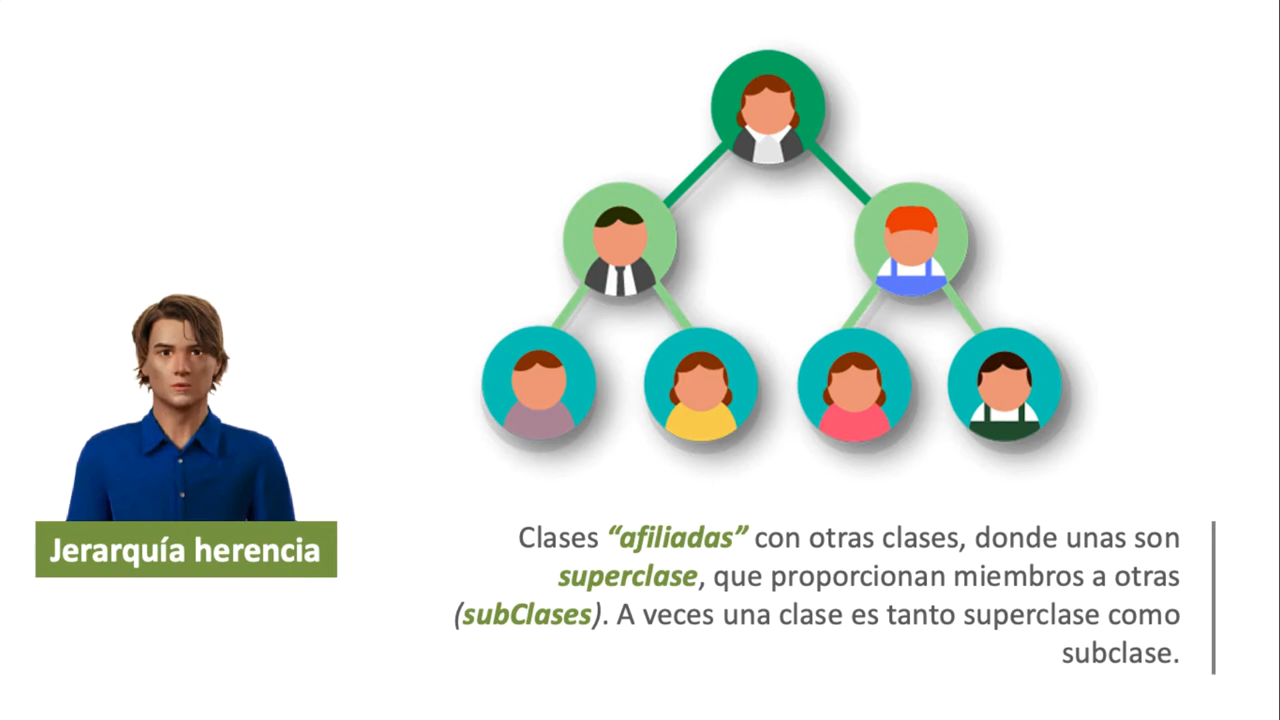 Jerarquía herencia
Clases “afiliadas” con otras clases, donde unas son
superclase, que proporcionan miembros a otras
(subClases). A veces una clase es tanto superclase como
subclase.